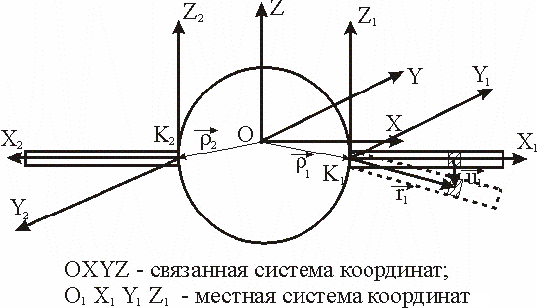 Z₂ Z Z₁
Y Y₁
X₂ K₂ ρ₂ O X X₁
ρ₁ K₁ r₁ u₁
Y₂
OXYZ - связанная система координат;
O₁ X₁ Y₁ Z₁ - местная система координат